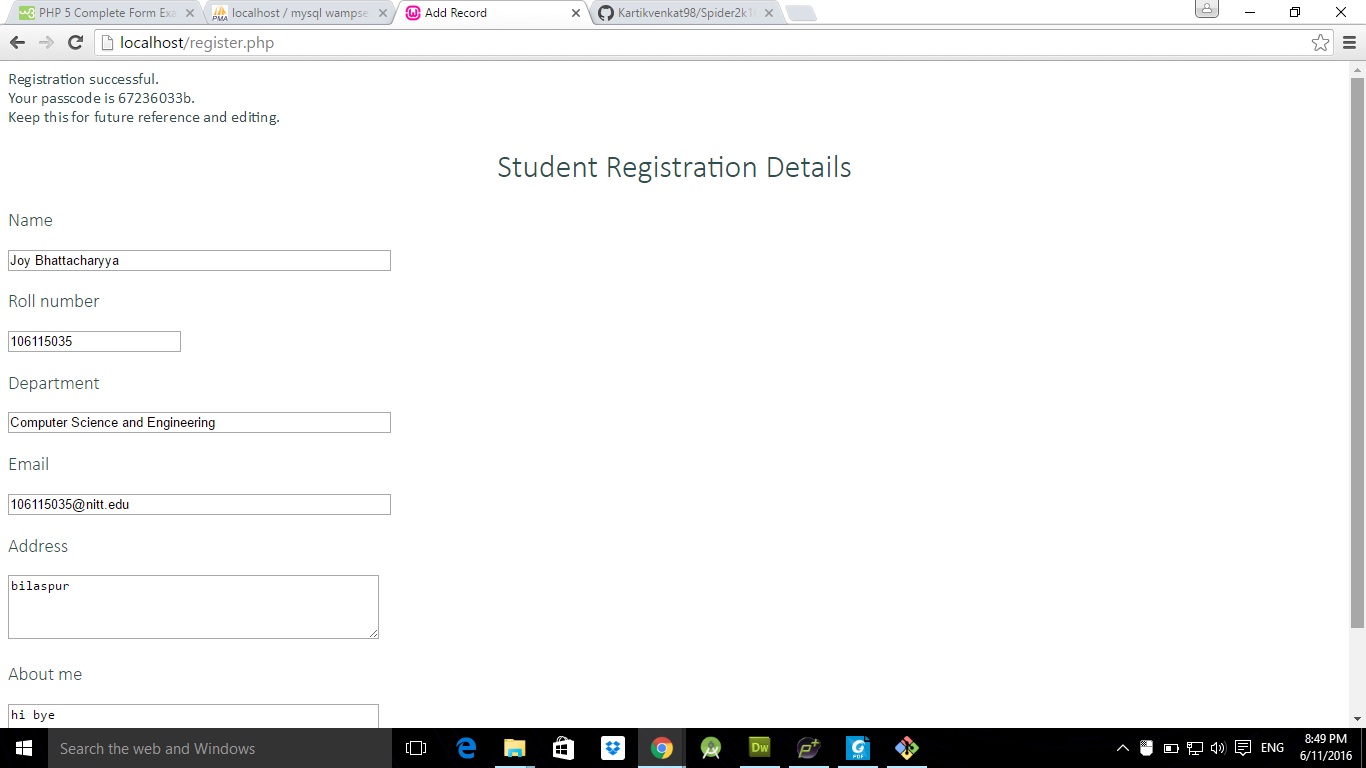 PHP 5 Complete Form Exa
localhost / mysql wampse
Add Record
Kartikvenkat98/Spider2k1
localhost/register.php
Registration successful.
Your passcode is 67236033b.
Keep this for future reference and editing.
Student Registration Details
Name
Joy Bhattacharyya
Roll number
106115035
Department
Computer Science and Engineering
Email
106115035@nitt.edu
Address
bilaspur
About me
hi bye
Search the web and Windows
Dw
PDF
ENG
8:49 PM
6/11/2016